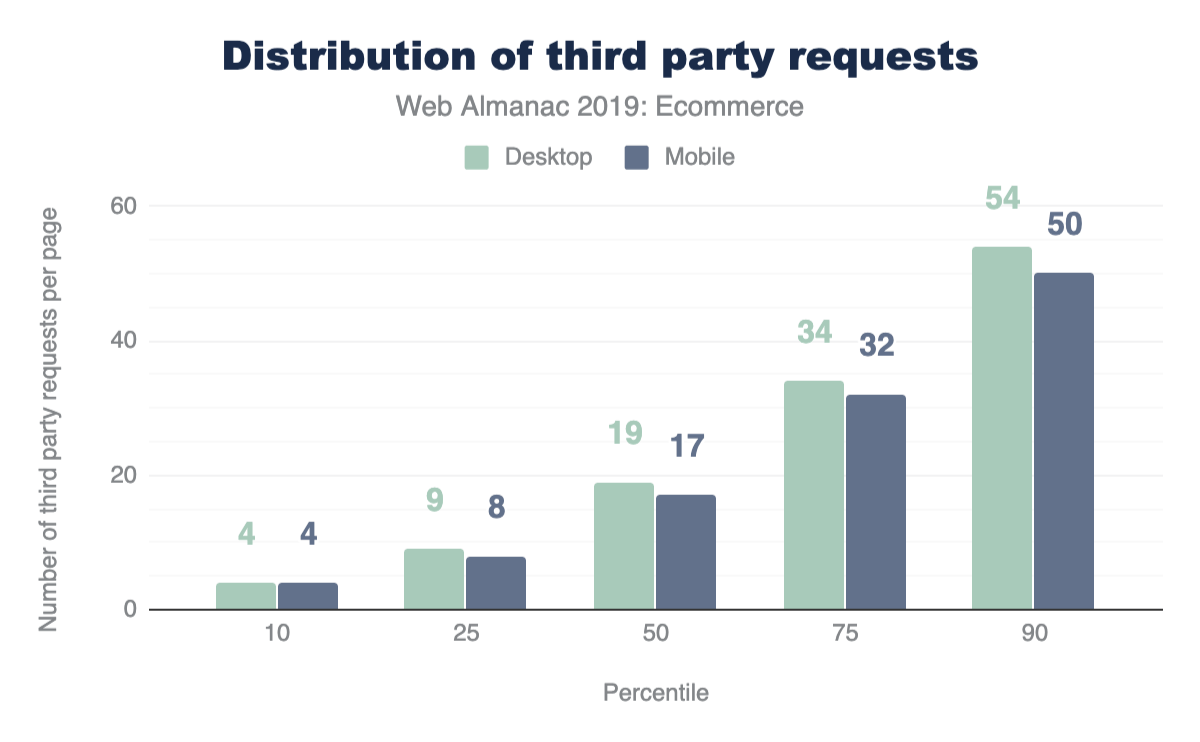 Distribution of third party requests
Web Almanac 2019: Ecommerce
Desktop Mobile
Number of third party requests per page
60
40
20
0
4 4
9 8
19 17
34 32
54 50
10 25 50 75 90
Percentile